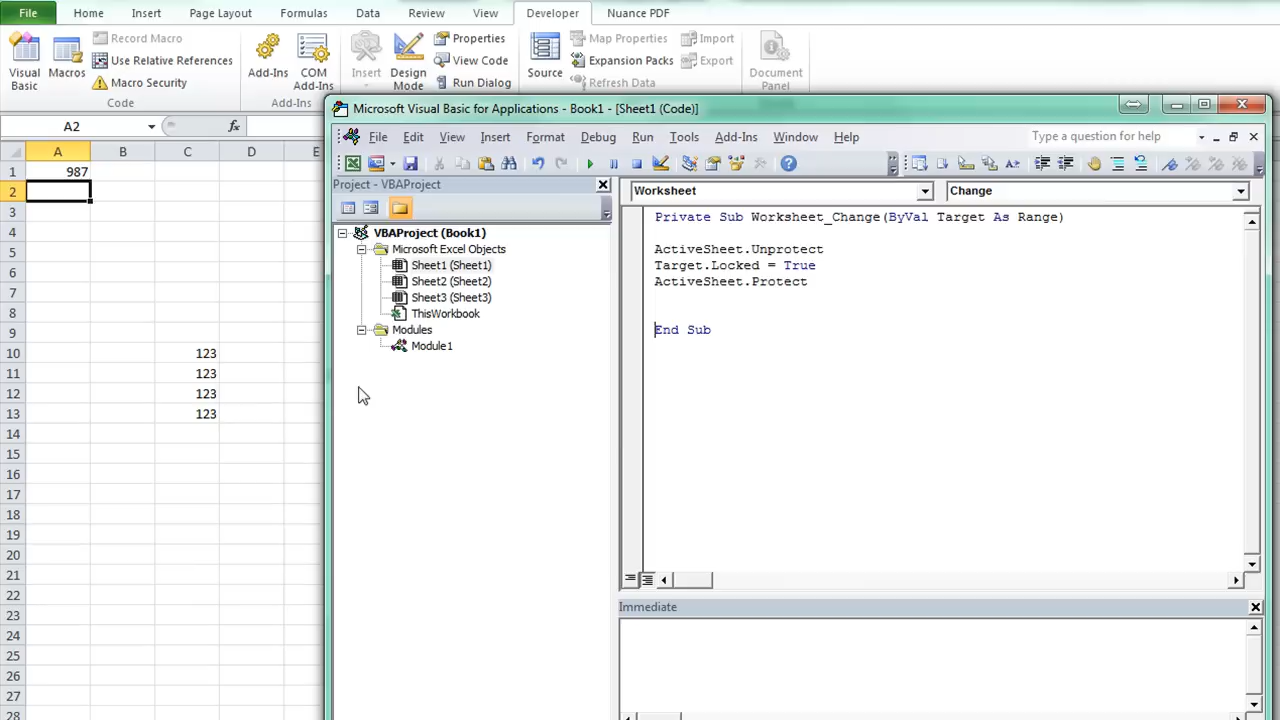 File Home Insert Page Layout Formulas Data Review View Developer Nuance PDF
Visual Basic
Macros
Record Macro
Use Relative References
Macro Security
Code
Add-Ins
COM Add-Ins
Add-Ins
Insert
Design Mode
Properties
View Code
Run Dialog
Source
Map Properties
Expansion Packs
Refresh Data
Import
Export
Document Panel
A2 fx
A B C D E
1 987
2
3
4
5
6
7
8
9
10 123
11 123
12 123
13 123
14
15
16
17
18
19
20
21
22
23
24
25
26
27
28
Microsoft Visual Basic for Applications - Book1 - [Sheet1 (Code)]
File Edit View Insert Format Debug Run Tools Add-Ins Window Help Type a question for help
Project - VBAProject
VBAProject (Book1)
Microsoft Excel Objects
Sheet1 (Sheet1)
Sheet2 (Sheet2)
Sheet3 (Sheet3)
ThisWorkbook
Modules
Module1
Worksheet Change
Private Sub Worksheet_Change(ByVal Target As Range)
ActiveSheet.Unprotect
Target.Locked = True
ActiveSheet.Protect
End Sub
Immediate